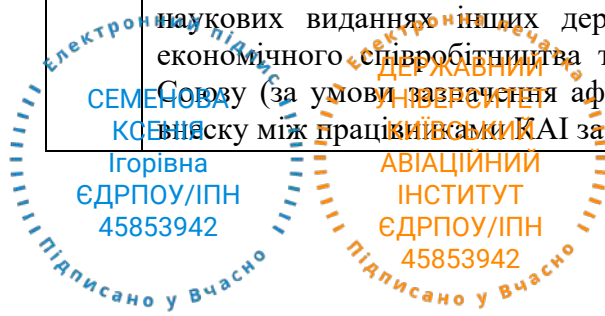 наукових виданнях інших дер
економічного співробітництва т
Союзу (за умови зазначення аф
внеску між працівниками КАІ за
Електронний підпис
СЕМЕНОВА
КСЕНІЯ
Ігорівна
ЄДРПОУ/ІПН
45853942
Підписано у Вчасно
Електронна печатка
ДЕРЖАВНИЙ
УНІВЕРСИТЕТ
КИЇВСЬКИЙ
АВІАЦІЙНИЙ
ІНСТИТУТ
ЄДРПОУ/ІПН
45853942
Підписано у Вчасно